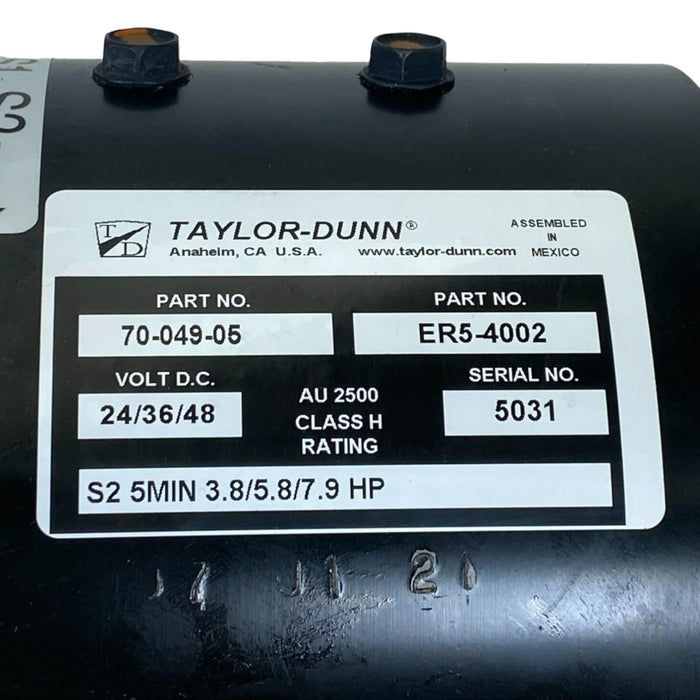 T D
TAYLOR-DUNN®
ASSEMBLED
IN
MEXICO
Anaheim, CA U.S.A. www.taylor-dunn.com
PART NO. PART NO.
70-049-05 ER5-4002
VOLT D.C. SERIAL NO.
24/36/48 5031
AU 2500
CLASS H
RATING
S2 5MIN 3.8/5.8/7.9 HP